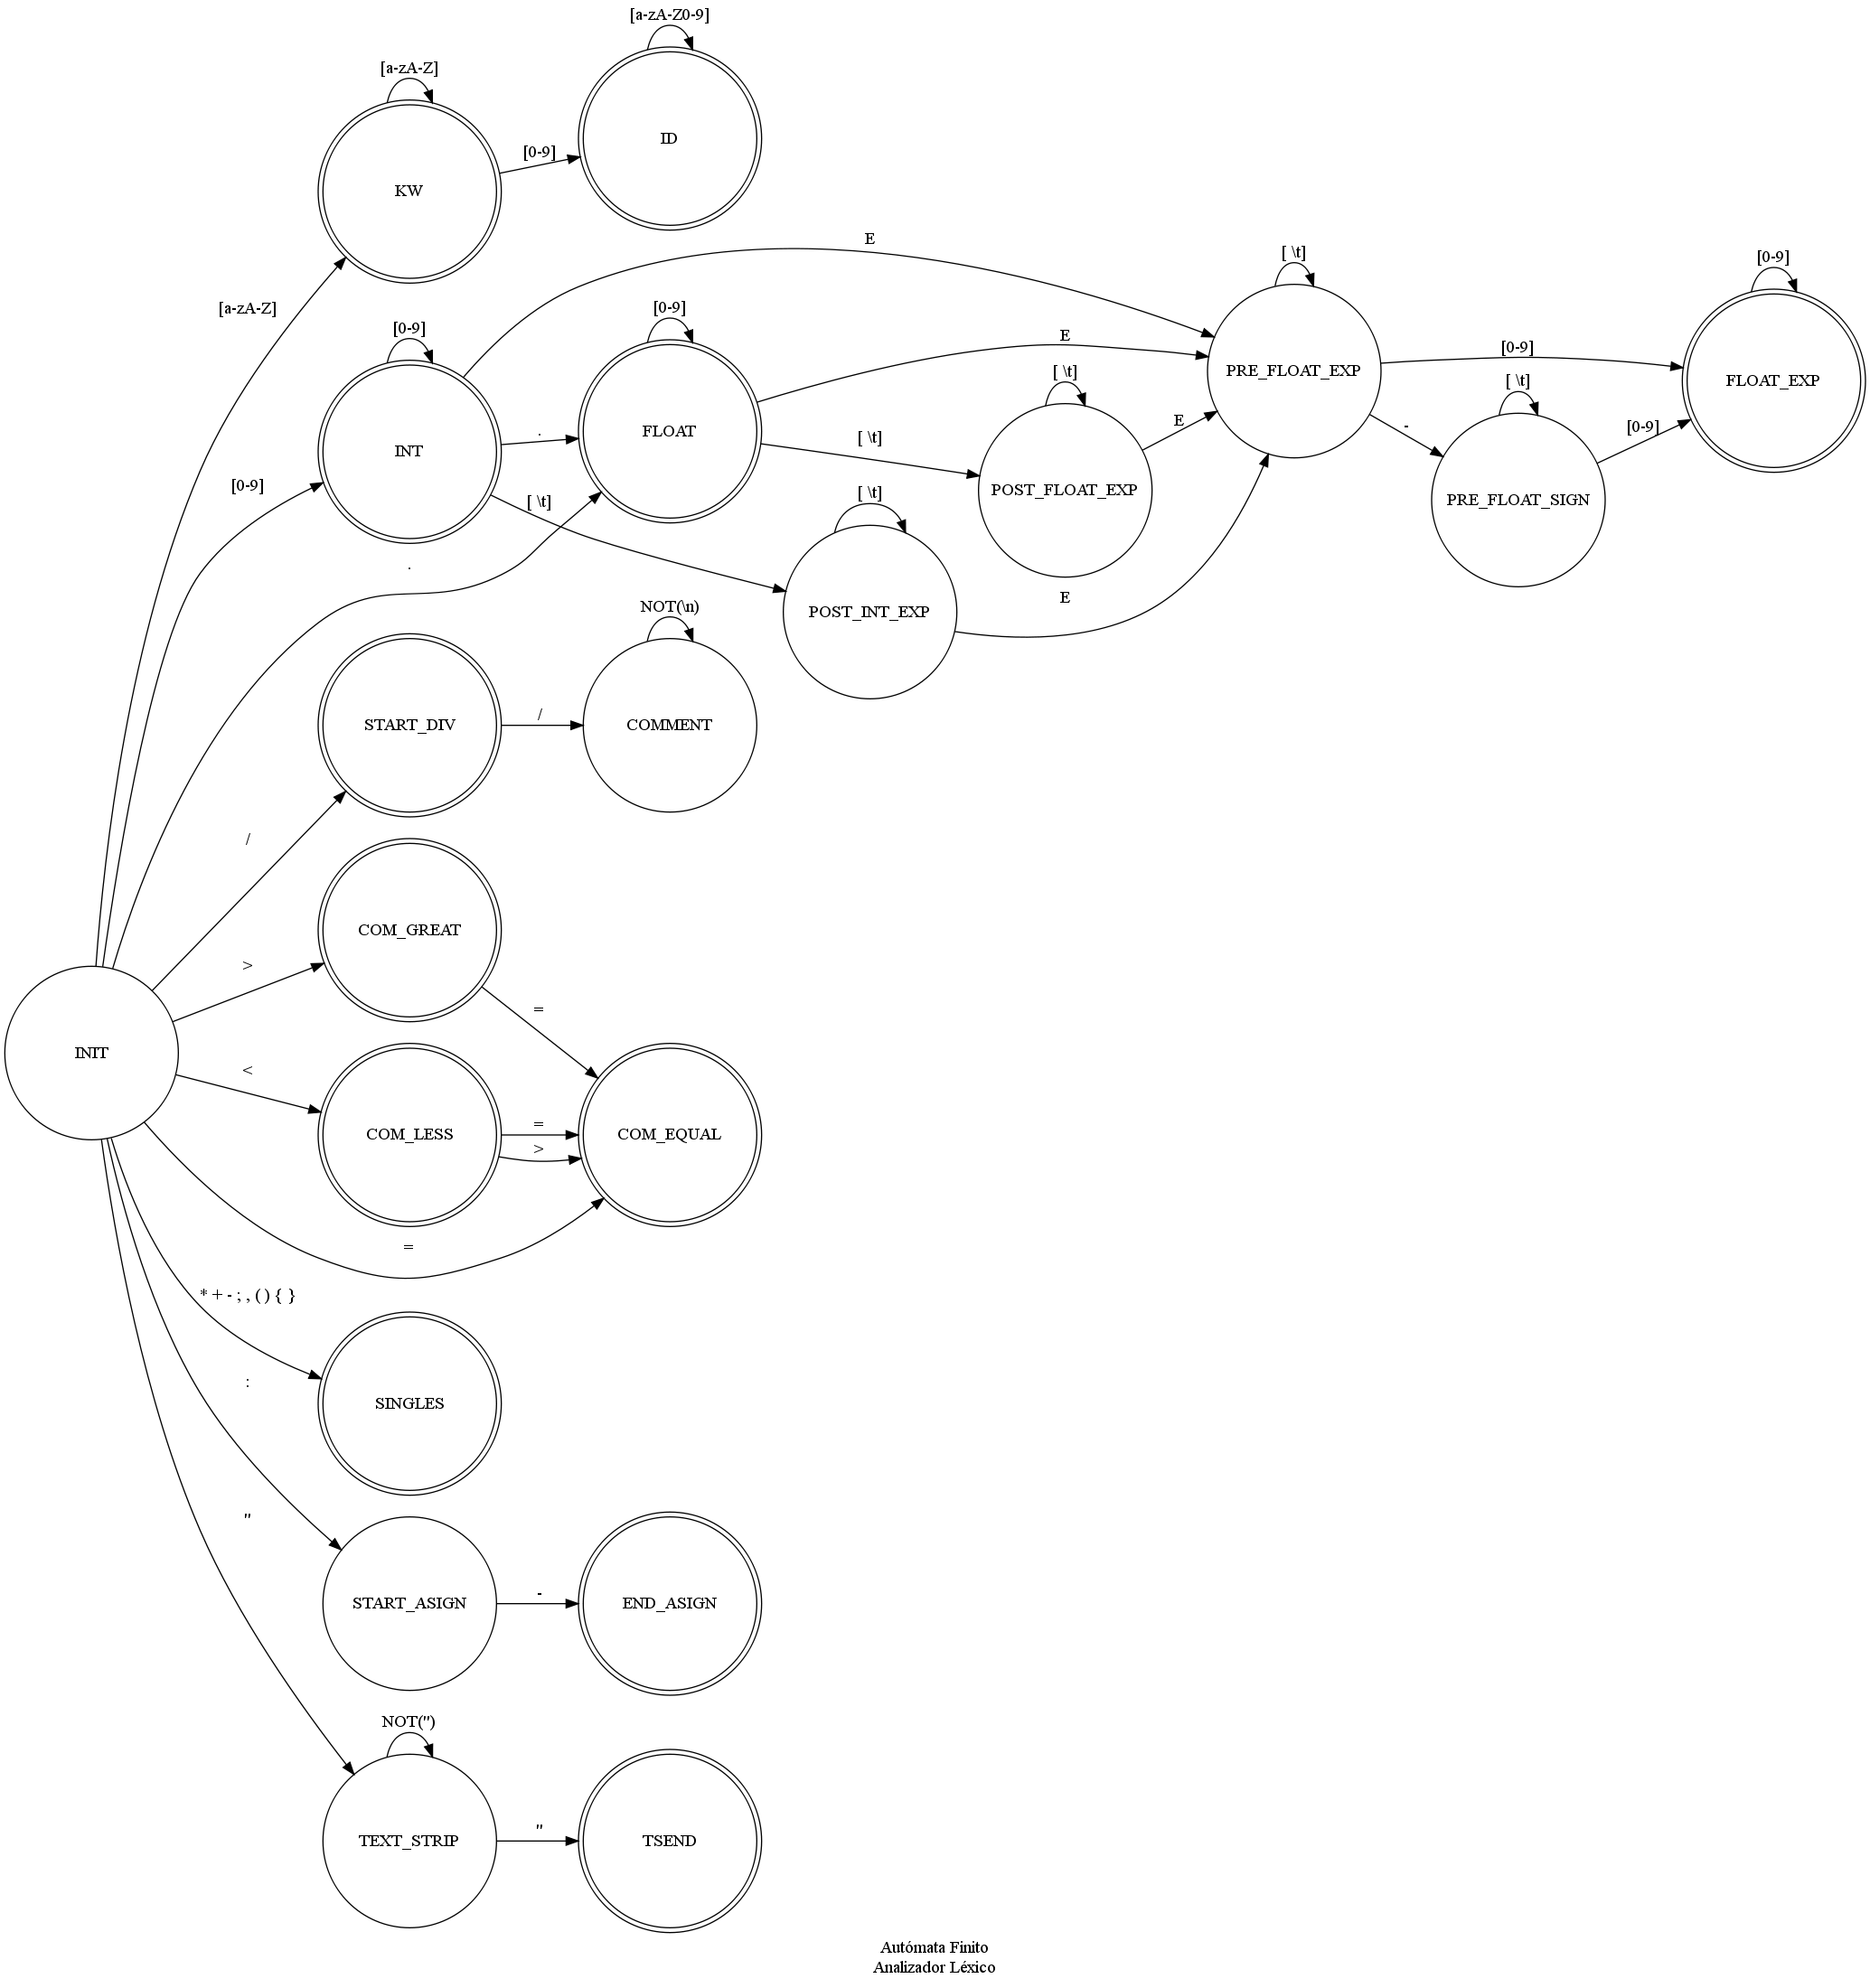 [a-zA-Z0-9]
[a-zA-Z]
ID
[0-9]
KW
E
[ \t]
[0-9]
[a-zA-Z]
[0-9]
[0-9]
E
[0-9]
[ \t]
PRE_FLOAT_EXP
FLOAT_EXP
[ \t]
E
-
[0-9]
FLOAT
.
INT
[ \t]
[0-9]
[ \t]
[ \t]
POST_FLOAT_EXP
PRE_FLOAT_SIGN
.
E
NOT(\n)
POST_INT_EXP
/
START_DIV
COMMENT
/
COM_GREAT
>
=
INIT
<
=
COM_LESS
COM_EQUAL
>
=
* + - ; , ( ) { }
:
SINGLES
"
-
START_ASIGN
END_ASIGN
NOT(")
"
TEXT_STRIP
TSEND
Autómata Finito
Analizador Léxico